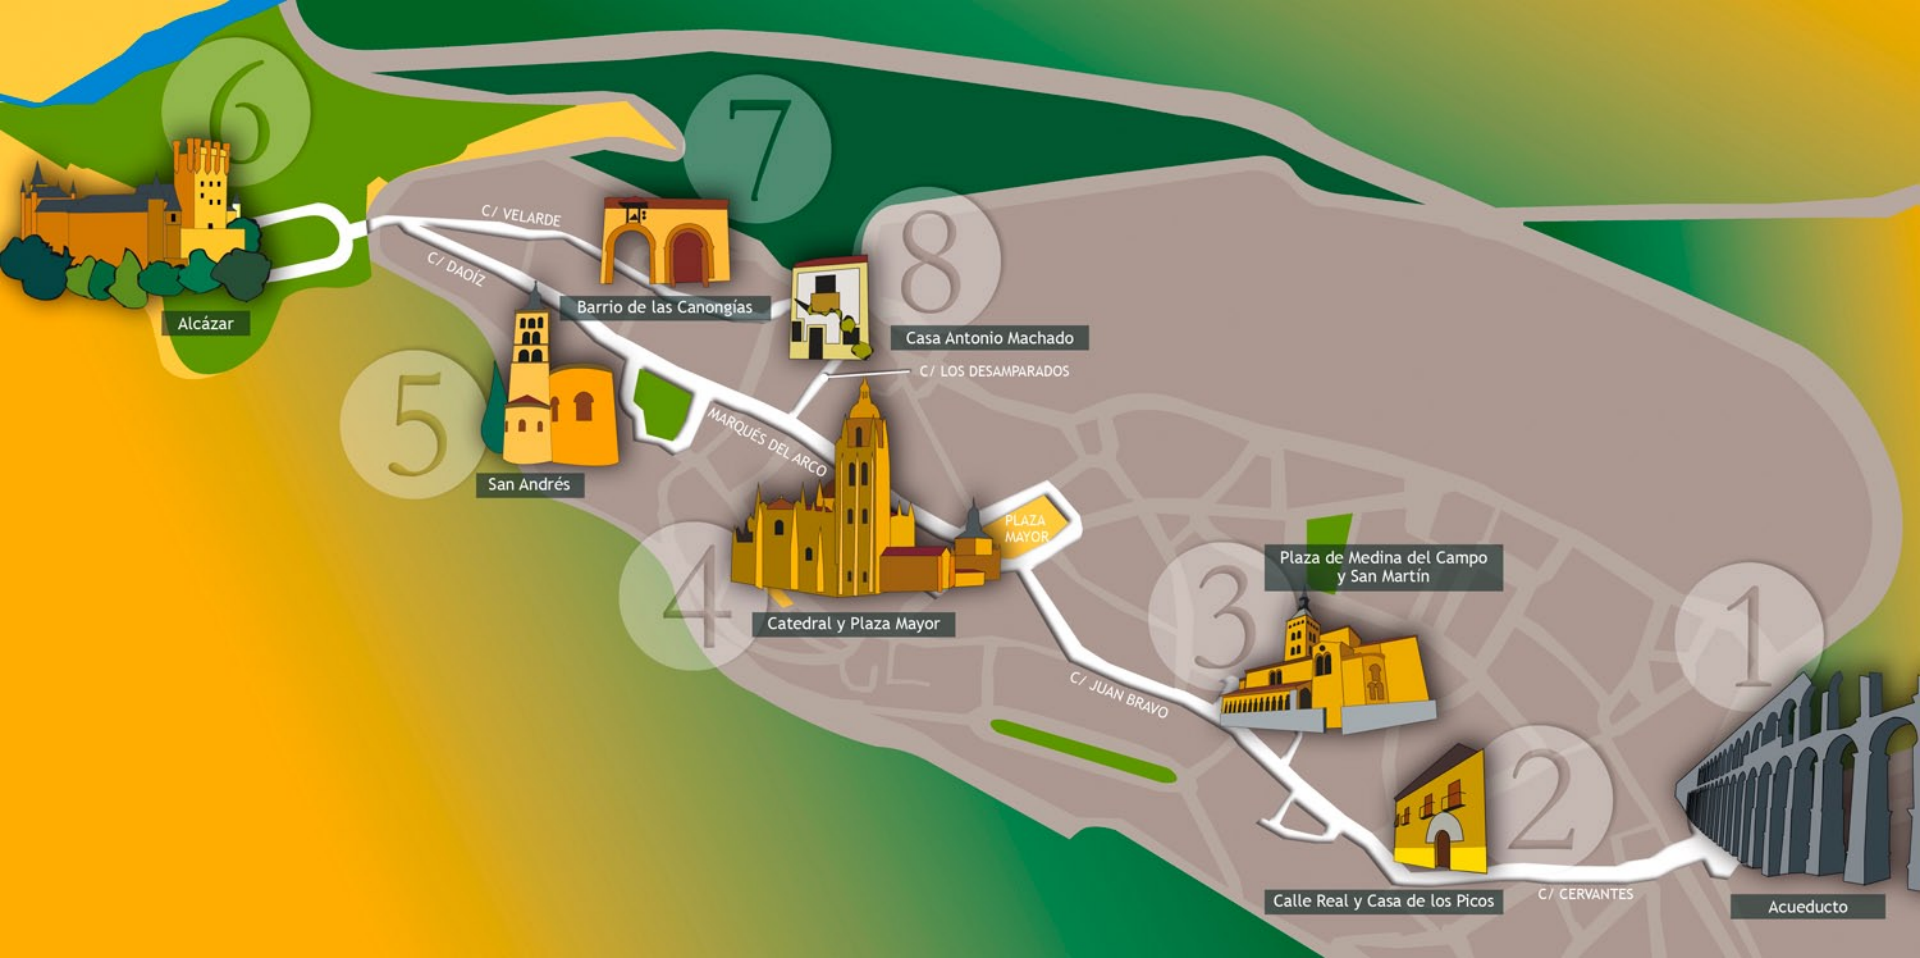 6
7
8
C/ VELARDE
C/ DAOÍZ
Barrio de las Canongías
Alcázar
Casa Antonio Machado
C/ LOS DESAMPARADOS
5
MARQUÉS DEL ARCO
San Andrés
PLAZA
MAYOR
4
3
Plaza de Medina del Campo
y San Martín
1
Catedral y Plaza Mayor
C/ JUAN BRAVO
2
Calle Real y Casa de los Picos
C/ CERVANTES
Acueducto